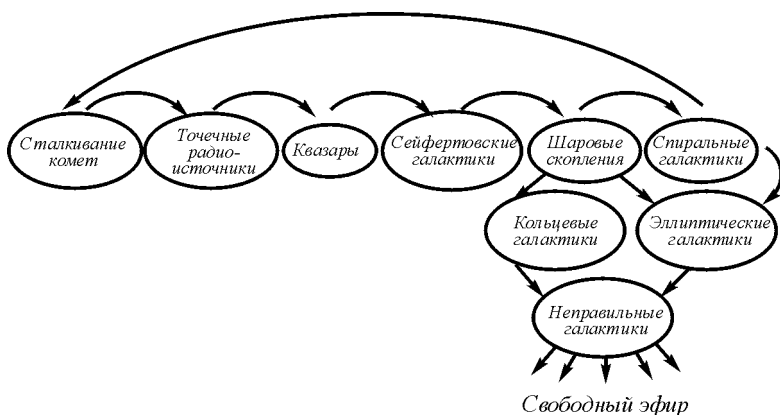 Сталкивание
комет
Точечные
радио-
источники
Квазары
Сейфертовские
галактики
Шаровые
скопления
Спиральные
галактики
Кольцевые
галактики
Эллиптические
галактики
Неправильные
галактики
Свободный эфир